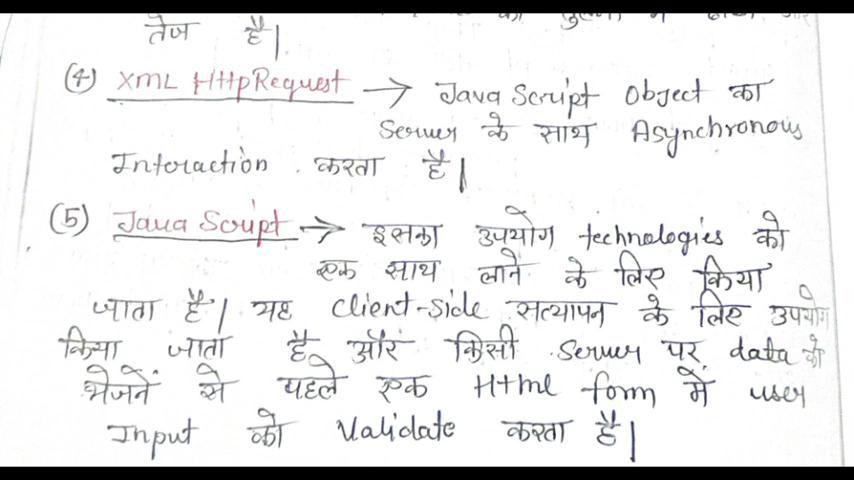 तेज है|
(4) XML HttpRequest → Java Script Object का
Server के साथ Asynchronous
Interaction करता है|
(5) Java Script → इसका उपयोग technologies को
एक साथ लाने के लिए किया
जाता है| यह Client-Side सत्यापन के लिए उपयोग
किया जाता है और किसी Server पर data को
भेजनें से पहले एक Html form में user
Input को Validate करता है|